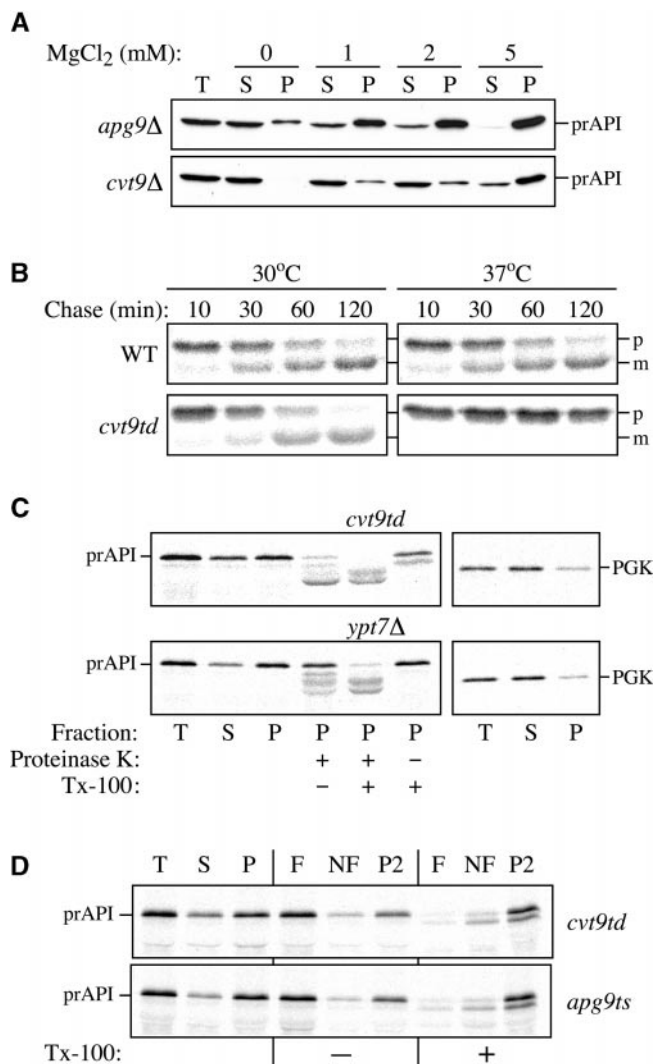 A
MgCl2 (mM): 0 1 2 5
T S P S P S P S P
apg9Δ prAPI
cvt9Δ prAPI
B
30°C 37°C
Chase (min): 10 30 60 120 10 30 60 120
WT p
m
cvt9td p
m
C
cvt9td
prAPI PGK
ypt7Δ
prAPI PGK
Fraction: T S P P P P T S P
Proteinase K: + + −
Tx-100: − + +
D
T S P F NF P2 F NF P2
prAPI cvt9td
prAPI apg9ts
Tx-100: − +